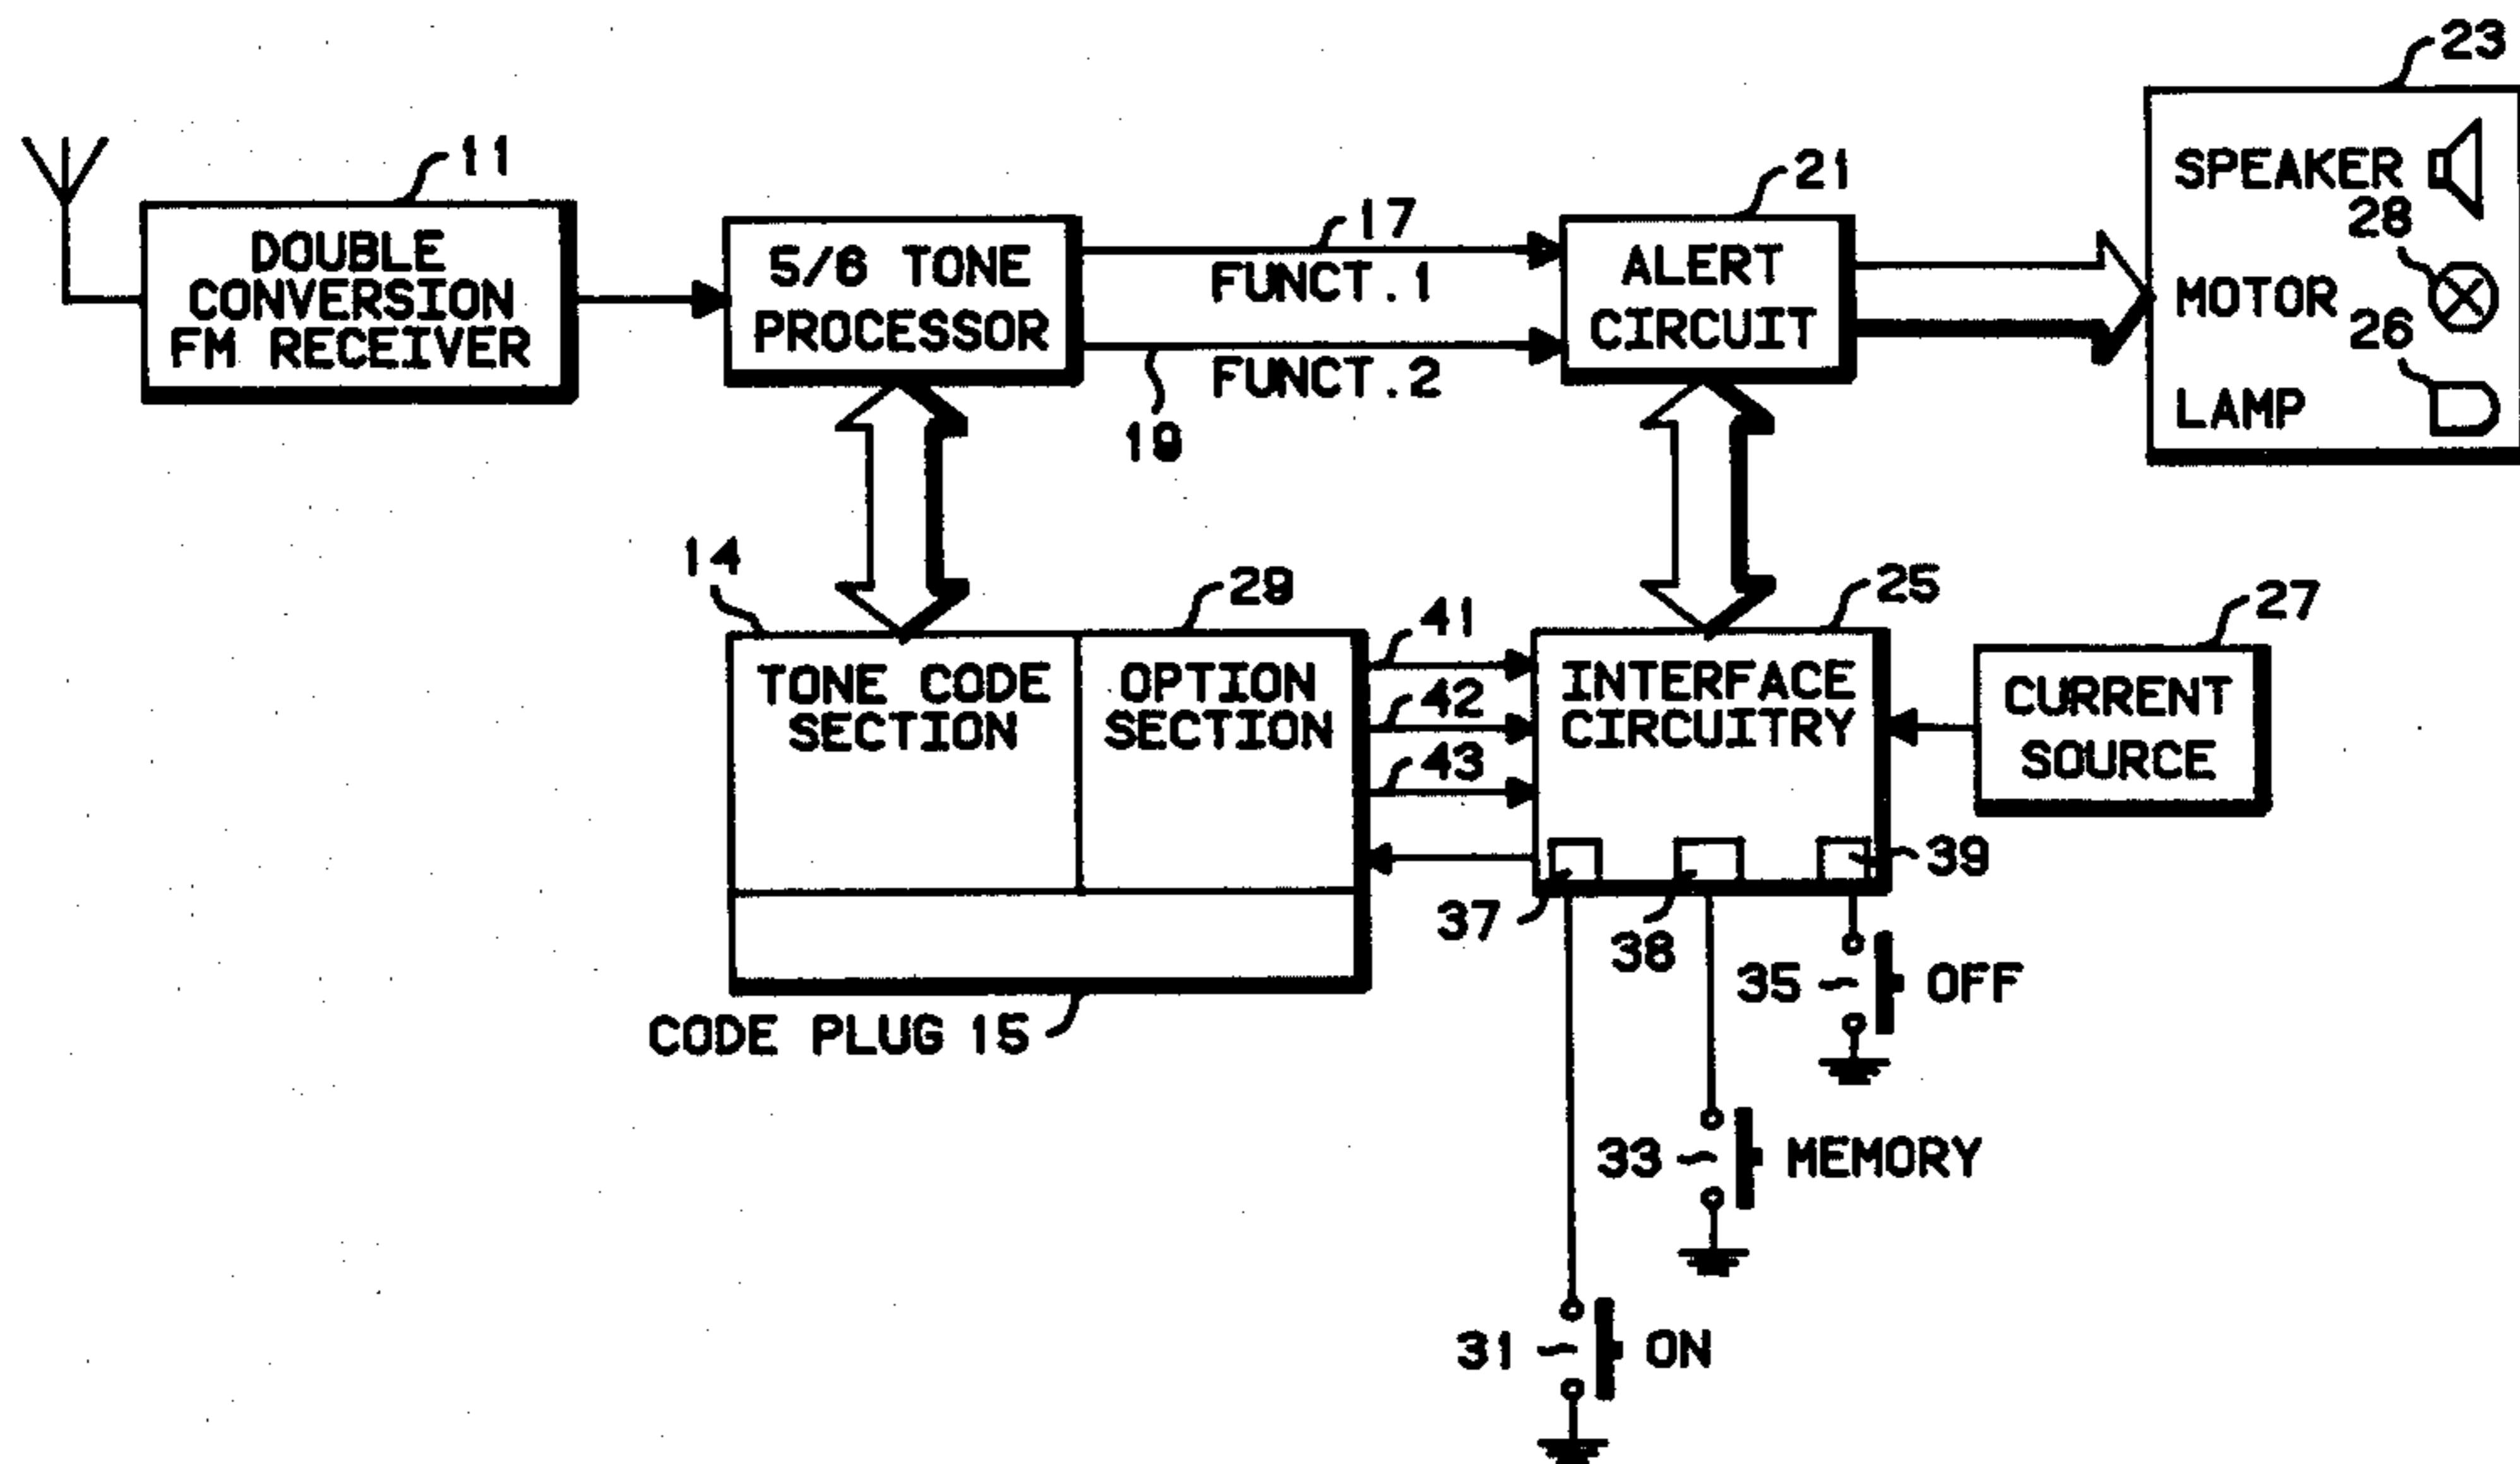 23
11
DOUBLE
CONVERSION
FM RECEIVER
5/6 TONE
PROCESSOR
17
FUNCT.1
FUNCT.2
19
21
ALERT
CIRCUIT
SPEAKER
28
MOTOR
26
LAMP
14
29
TONE CODE
SECTION
OPTION
SECTION
CODE PLUG 15
41
42
43
25
INTERFACE
CIRCUITRY
27
CURRENT
SOURCE
37
38
39
35
OFF
33
MEMORY
31
ON